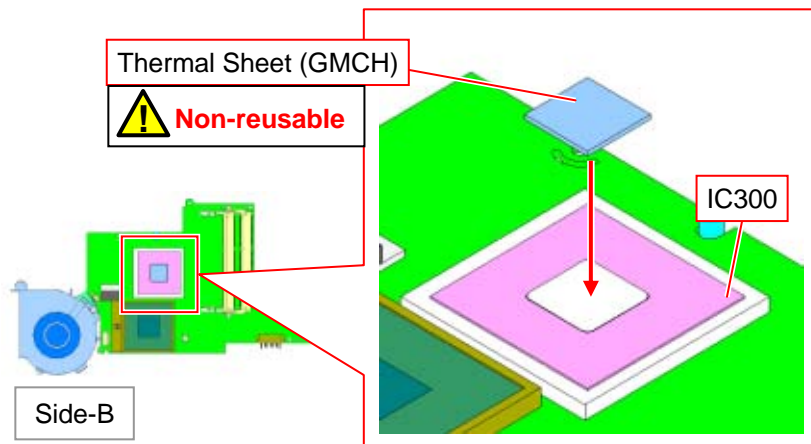 Thermal Sheet (GMCH)
! Non-reusable
IC300
Side-B